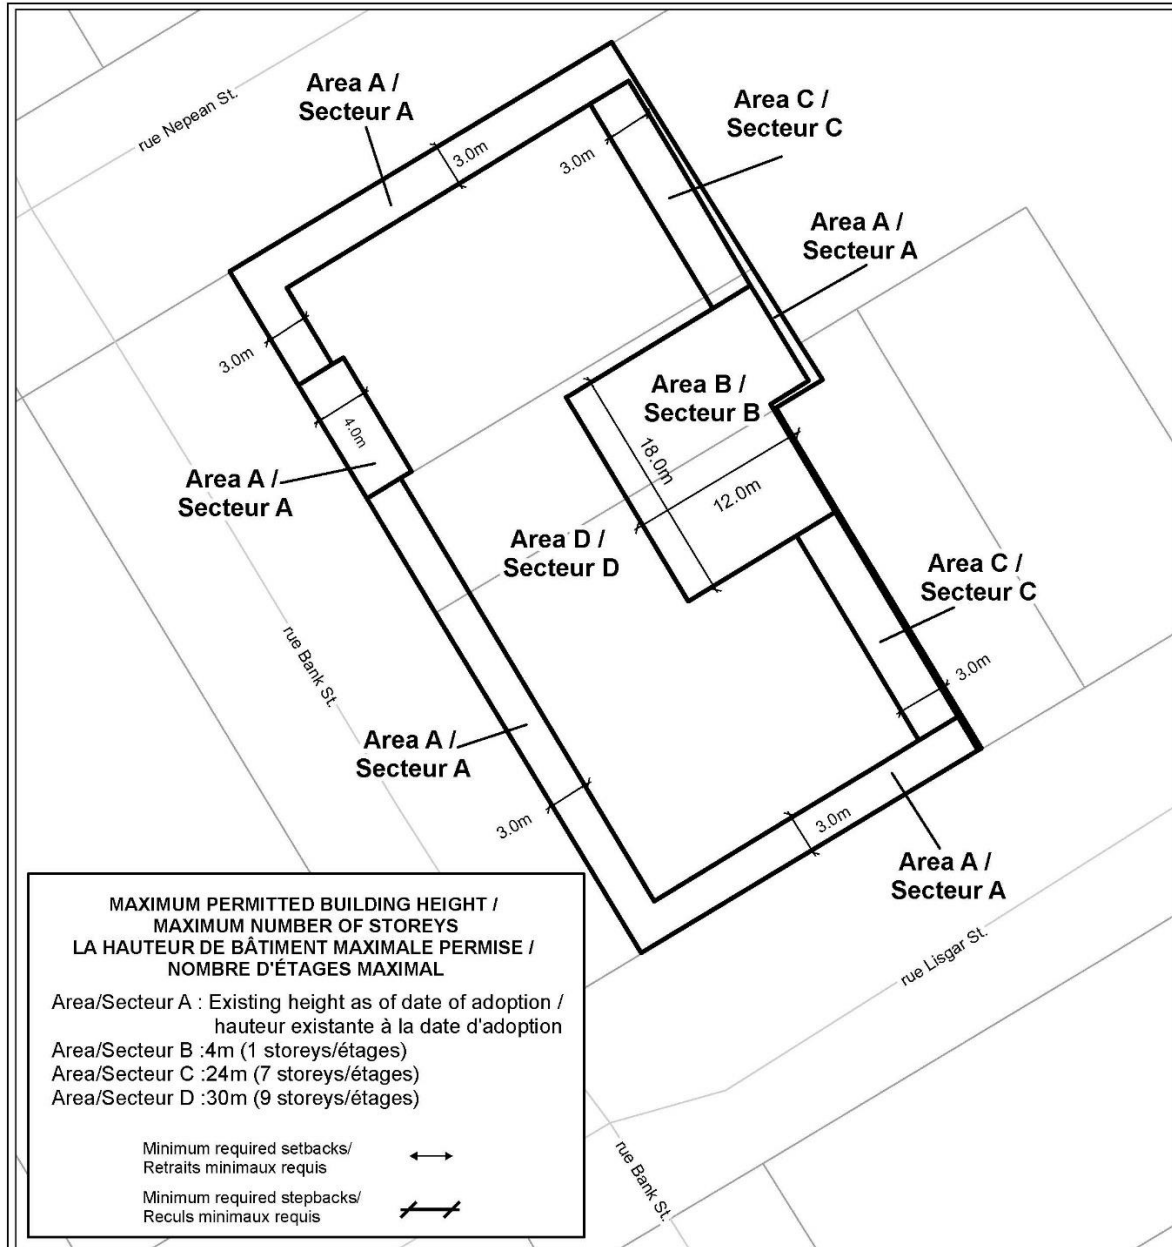 rue Nepean St.
Area A /
Secteur A
3.0m
3.0m
Area C /
Secteur C
Area A /
Secteur A
3.0m
4.0m
Area A /
Secteur A
Area B /
Secteur B
18.0m
12.0m
Area D /
Secteur D
Area C /
Secteur C
3.0m
rue Bank St.
Area A /
Secteur A
3.0m
3.0m
Area A /
Secteur A
rue Lisgar St.
rue Bank St.
MAXIMUM PERMITTED BUILDING HEIGHT /
MAXIMUM NUMBER OF STOREYS
LA HAUTEUR DE BÂTIMENT MAXIMALE PERMISE /
NOMBRE D'ÉTAGES MAXIMAL
Area/Secteur A : Existing height as of date of adoption /
hauteur existante à la date d'adoption
Area/Secteur B :4m (1 storeys/étages)
Area/Secteur C :24m (7 storeys/étages)
Area/Secteur D :30m (9 storeys/étages)
Minimum required setbacks/
Retraits minimaux requis
Minimum required stepbacks/
Reculs minimaux requis